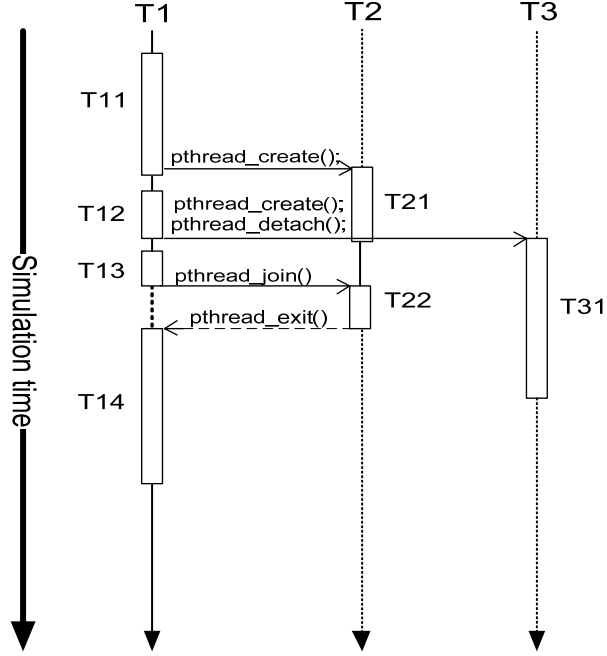 T1
T2
T3
T11
pthread_create();
T12
pthread_create();
pthread_detach();
T21
T13
pthread_join()
T22
T31
pthread_exit()
T14
Simulation time